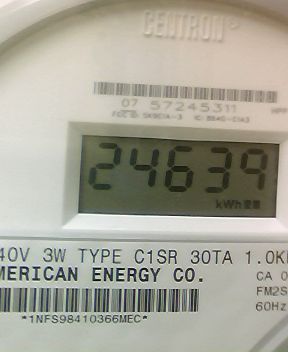 CENTRON®
07 57245311
24639
kWh
40V 3W TYPE C1SR 30TA 1.0K
MERICAN ENERGY CO.
CA 0
FM2S
60Hz
*1NFS98410366MEC*